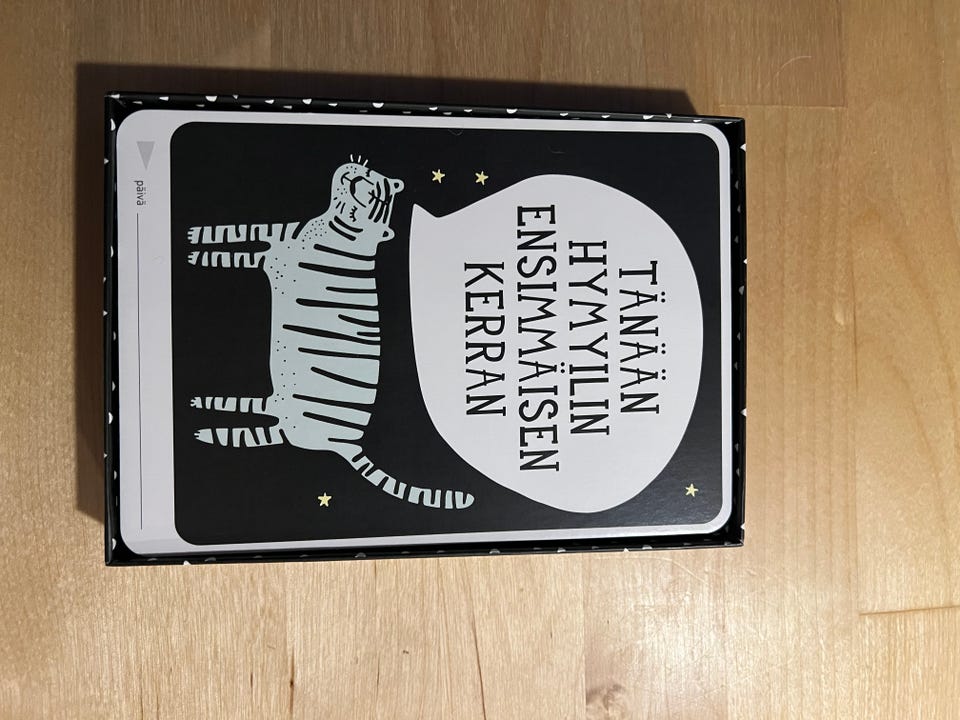 TÄNÄÄN
HYMYILIN
ENSIMMÄISEN
KERRAN
päivä